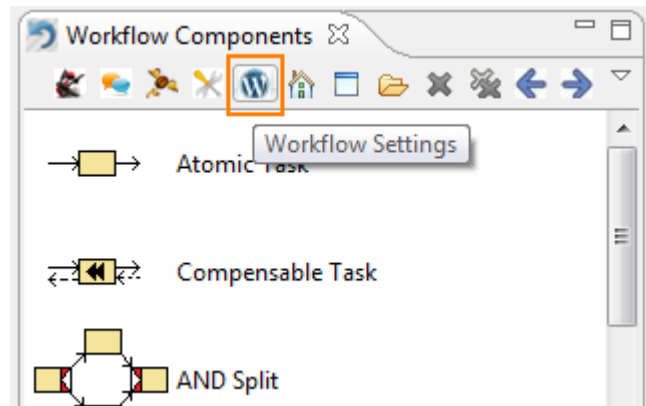 Workflow Components
Workflow Settings
Atomic Task
Compensable Task
AND Split